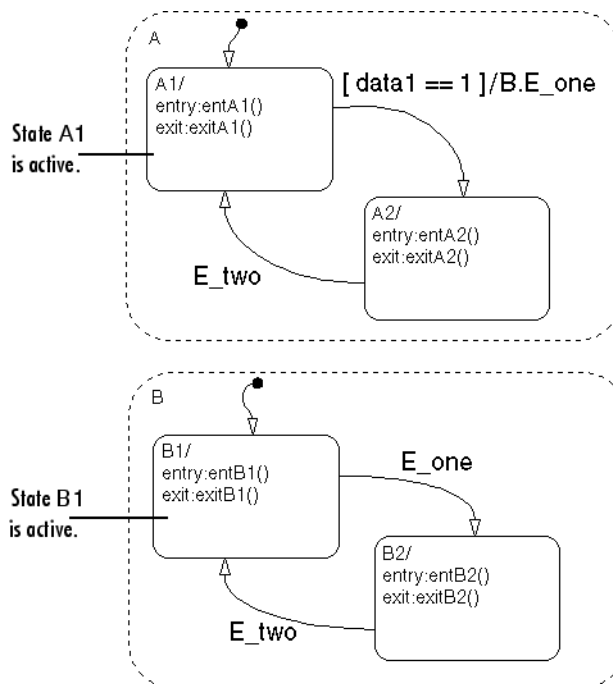 A
A1/
entry:entA1()
exit:exitA1()
[ data1 == 1 ]/B.E_one
State A1
is active.
A2/
entry:entA2()
exit:exitA2()
E_two
B
B1/
entry:entB1()
exit:exitB1()
E_one
State B1
is active.
B2/
entry:entB2()
exit:exitB2()
E_two